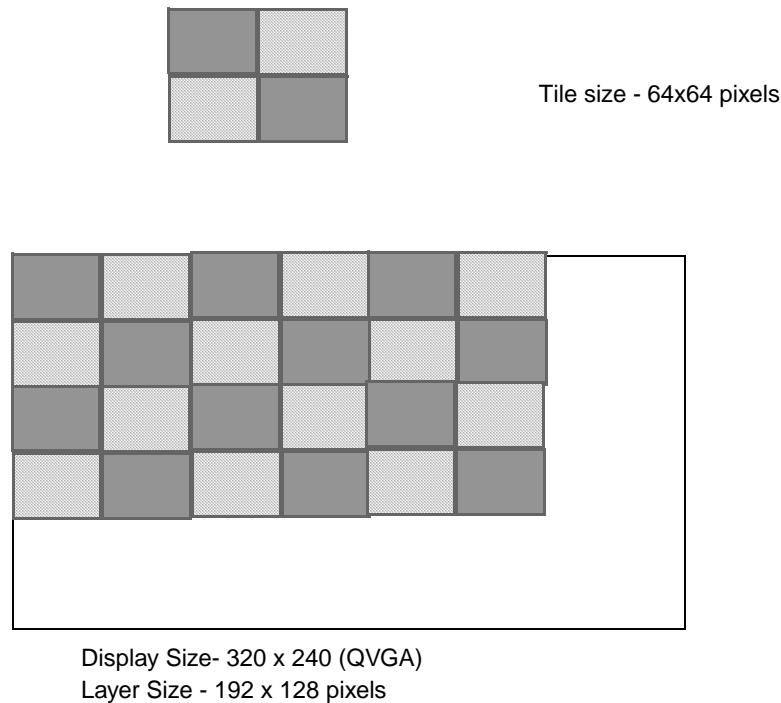 Tile size - 64x64 pixels
Display Size- 320 x 240 (QVGA)
Layer Size - 192 x 128 pixels